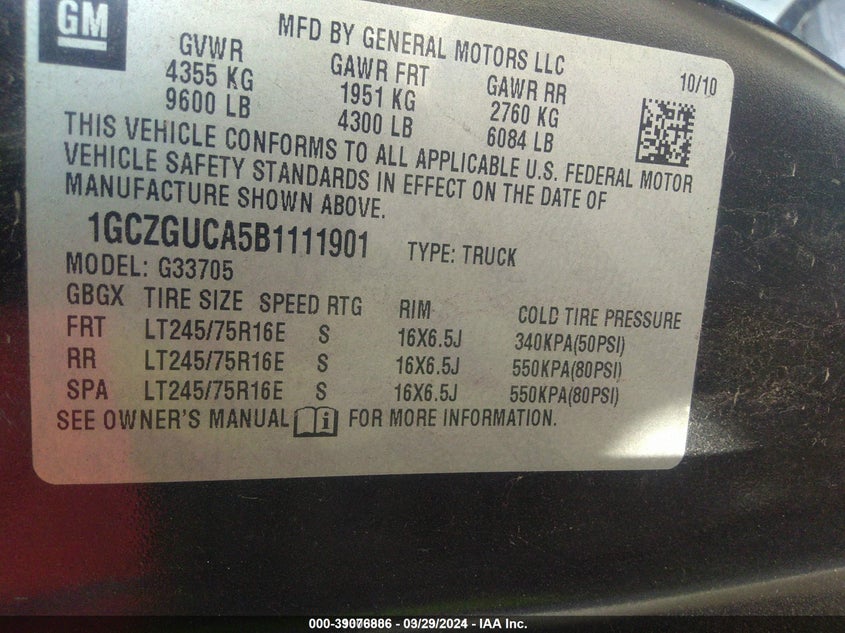 GM
MFD BY GENERAL MOTORS LLC
GVWR GAWR FRT GAWR RR 10/10
4355 KG 1951 KG 2760 KG
9600 LB 4300 LB 6084 LB
THIS VEHICLE CONFORMS TO ALL APPLICABLE U.S. FEDERAL MOTOR
VEHICLE SAFETY STANDARDS IN EFFECT ON THE DATE OF
MANUFACTURE SHOWN ABOVE.
1GCZGUCA5B1111901 TYPE: TRUCK
MODEL: G33705
GBGX TIRE SIZE SPEED RTG RIM COLD TIRE PRESSURE
FRT LT245/75R16E S 16X6.5J 340KPA(50PSI)
RR LT245/75R16E S 16X6.5J 550KPA(80PSI)
SPA LT245/75R16E S 16X6.5J 550KPA(80PSI)
SEE OWNER'S MANUAL i FOR MORE INFORMATION.
000-39076886 - 03/29/2024 - IAA Inc.